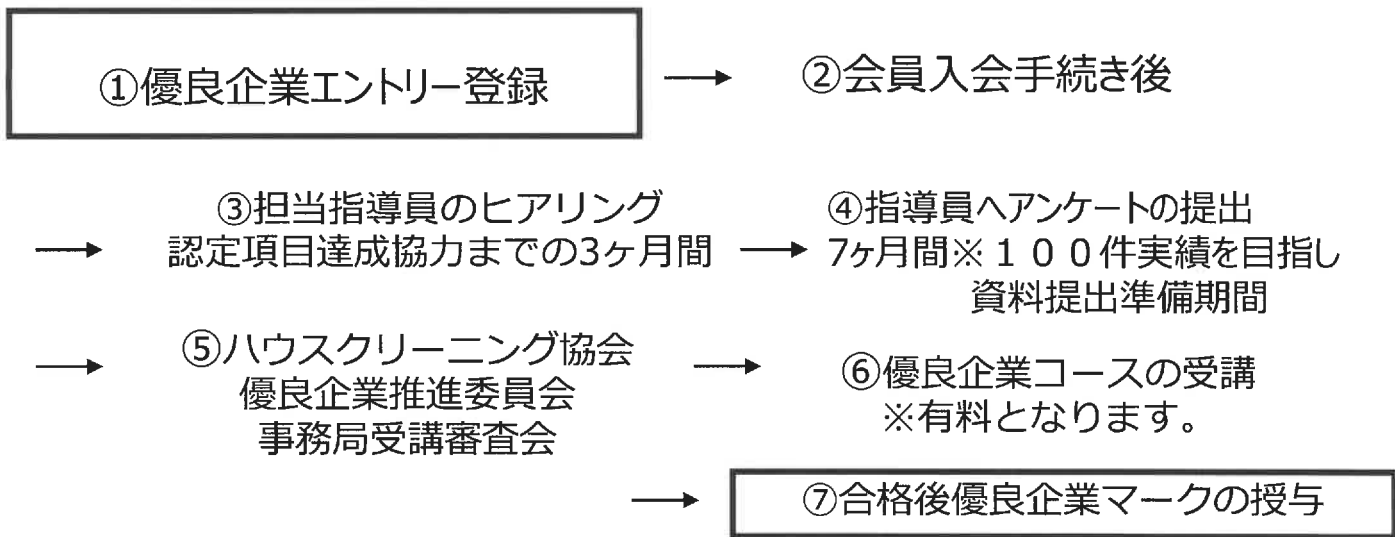 ①優良企業エントリー登録 → ②会員入会手続き後
→ ③担当指導員のヒアリング
認定項目達成協力までの3ヶ月間
→ ④指導員へアンケートの提出
7ヶ月間※１００件実績を目指し
資料提出準備期間
→ ⑤ハウスクリーニング協会
優良企業推進委員会
事務局受講審査会
→ ⑥優良企業コースの受講
※有料となります。
→ ⑦合格後優良企業マークの授与